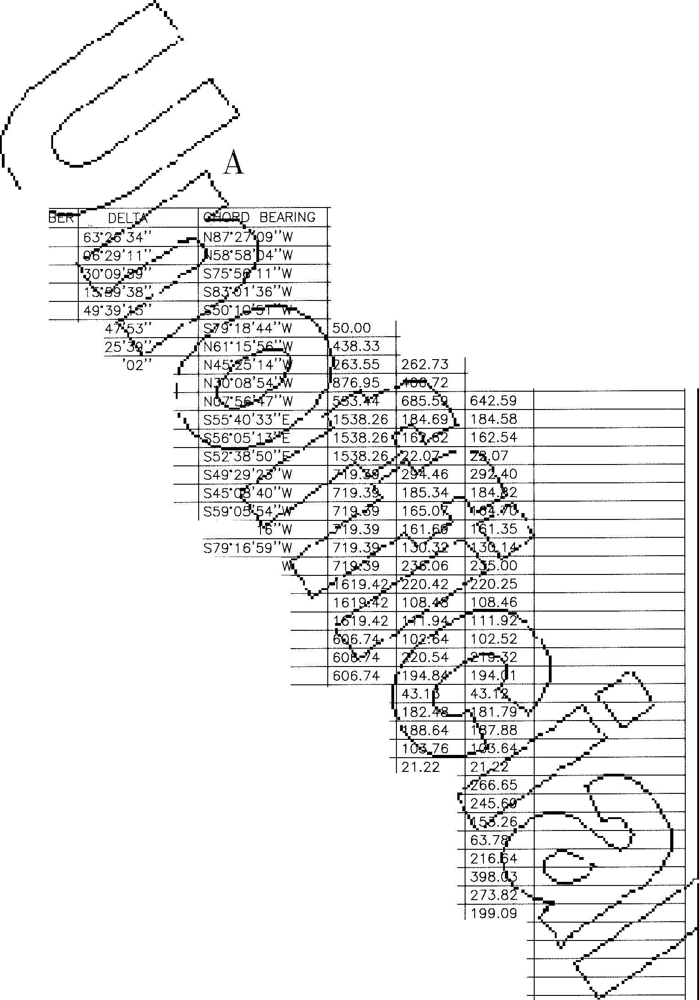 A
BER DELTA CHORD BEARING
63°26'34" N87°27'09"W
06°29'11" N58°58'04"W
30°09'59" S75°56'11"W
13°59'38" S83°01'36"W
49°39'15" S50°10'51"W
47'53" S79°18'44"W 50.00
25'39" N61°15'56"W 438.33
'02" N45°25'14"W 263.55 262.73
N30°08'54"W 876.95 408.72
N07°56'47"W 553.44 685.59 642.59
S55°40'33"E 1538.26 184.69 184.58
S56°05'13"E 1538.26 162.62 162.54
S52°38'50"E 1538.26 22.07 22.07
S49°29'23"W 719.39 294.46 292.40
S45°08'40"W 719.39 185.34 184.82
S59°05'54"W 719.39 165.07 164.70
16"W 719.39 161.69 161.35
S79°16'59"W 719.39 130.32 130.14
W 719.39 236.06 235.00
1619.42 220.42 220.25
1619.42 108.48 108.46
1619.42 111.94 111.92
606.74 102.64 102.52
606.74 220.54 219.32
606.74 194.84 194.01
43.13 43.12
182.48 181.79
188.64 187.88
103.76 103.64
21.22 21.22
266.65
245.69
153.26
63.78
216.64
398.03
273.82
199.09